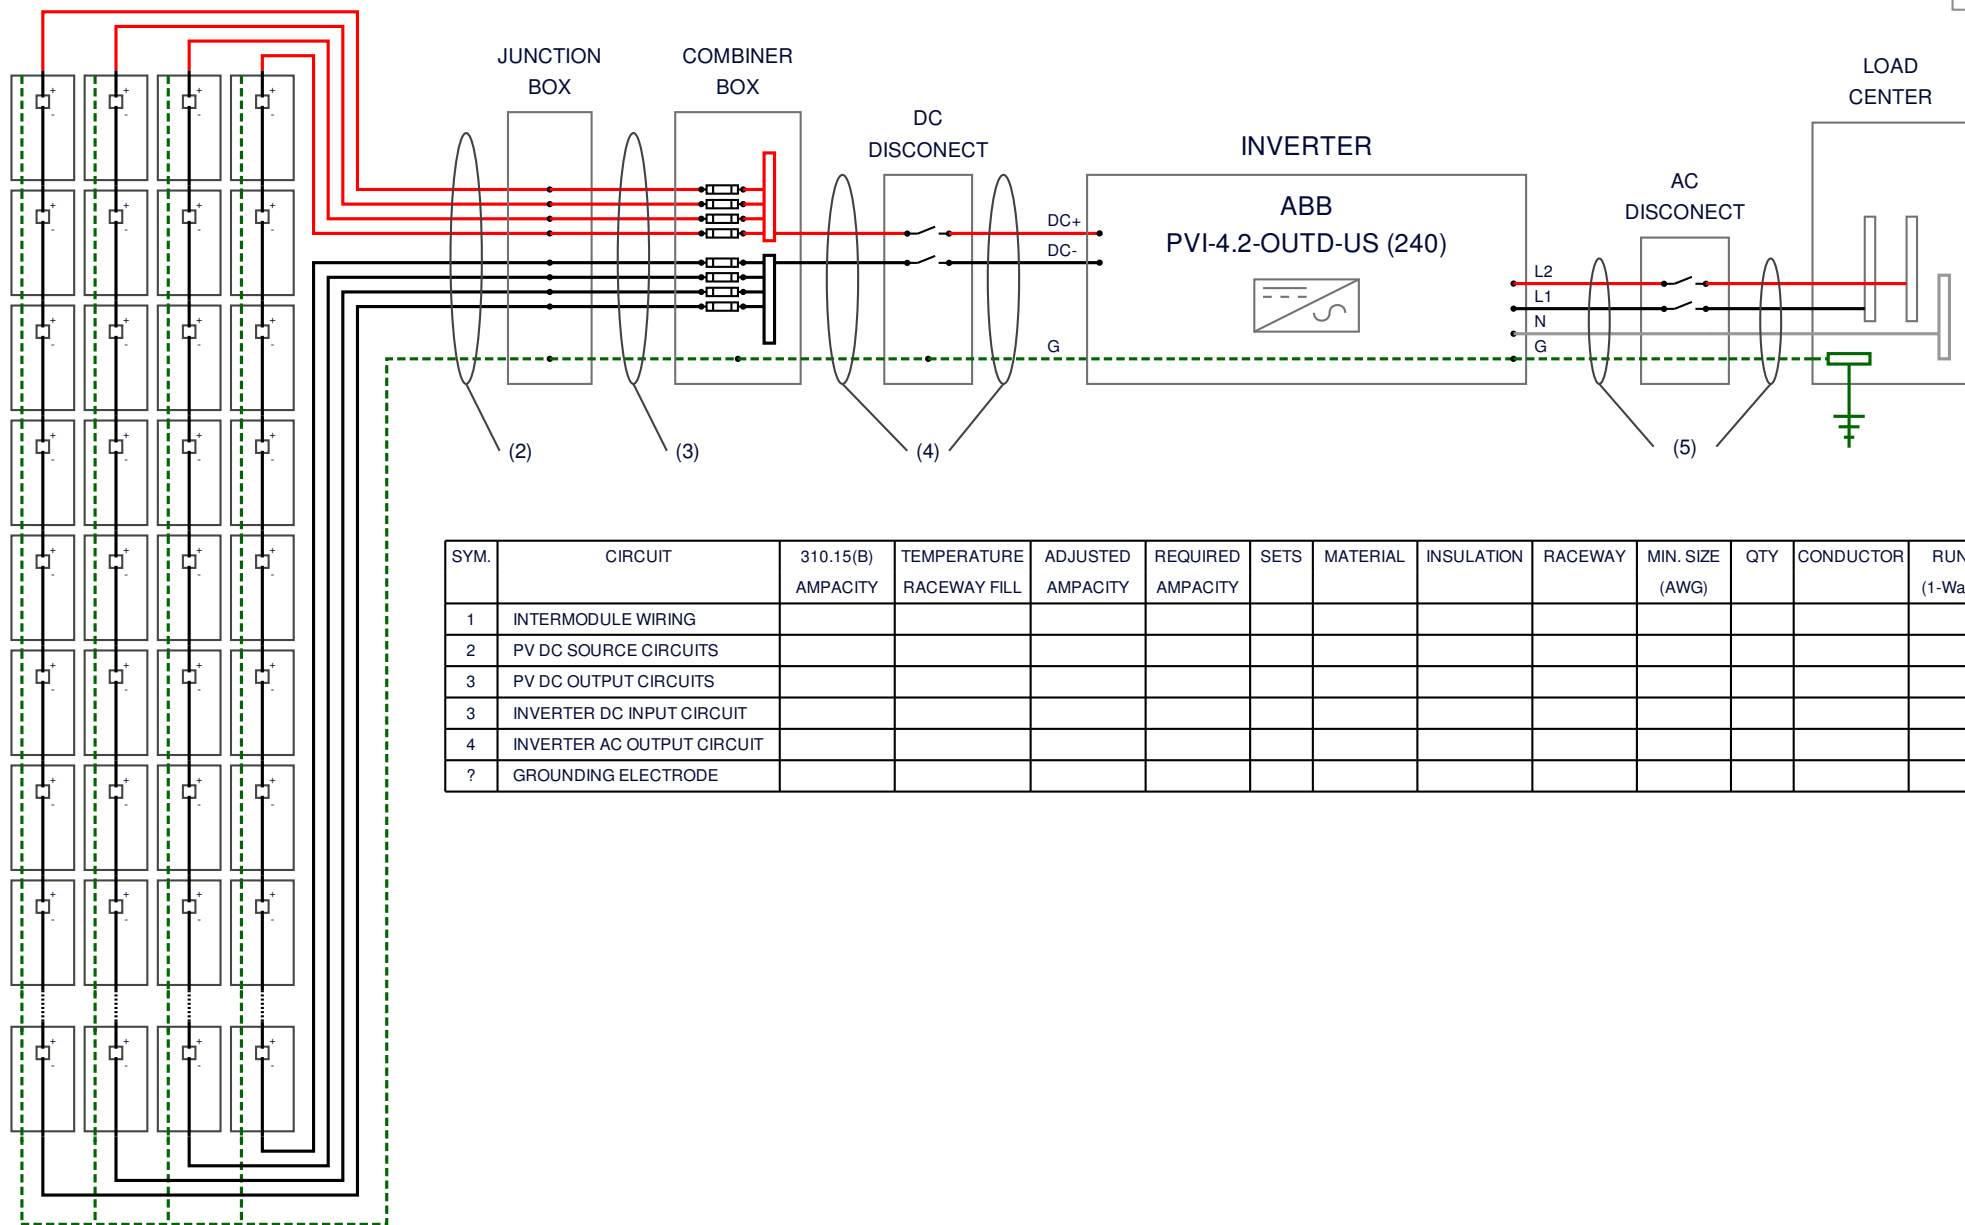 JUNCTION
BOX
COMBINER
BOX
DC
DISCONECT
INVERTER
ABB
PVI-4.2-OUTD-US (240)
AC
DISCONECT
LOAD
CENTER
DC+
DC-
G
L2
L1
N
G
(2)
(3)
(4)
(5)
SYM. CIRCUIT 310.15(B) TEMPERATURE ADJUSTED REQUIRED SETS MATERIAL INSULATION RACEWAY MIN. SIZE QTY CONDUCTOR RUN
AMPACITY RACEWAY FILL AMPACITY AMPACITY (AWG) (1-Wa
1 INTERMODULE WIRING
2 PV DC SOURCE CIRCUITS
3 PV DC OUTPUT CIRCUITS
3 INVERTER DC INPUT CIRCUIT
4 INVERTER AC OUTPUT CIRCUIT
? GROUNDING ELECTRODE